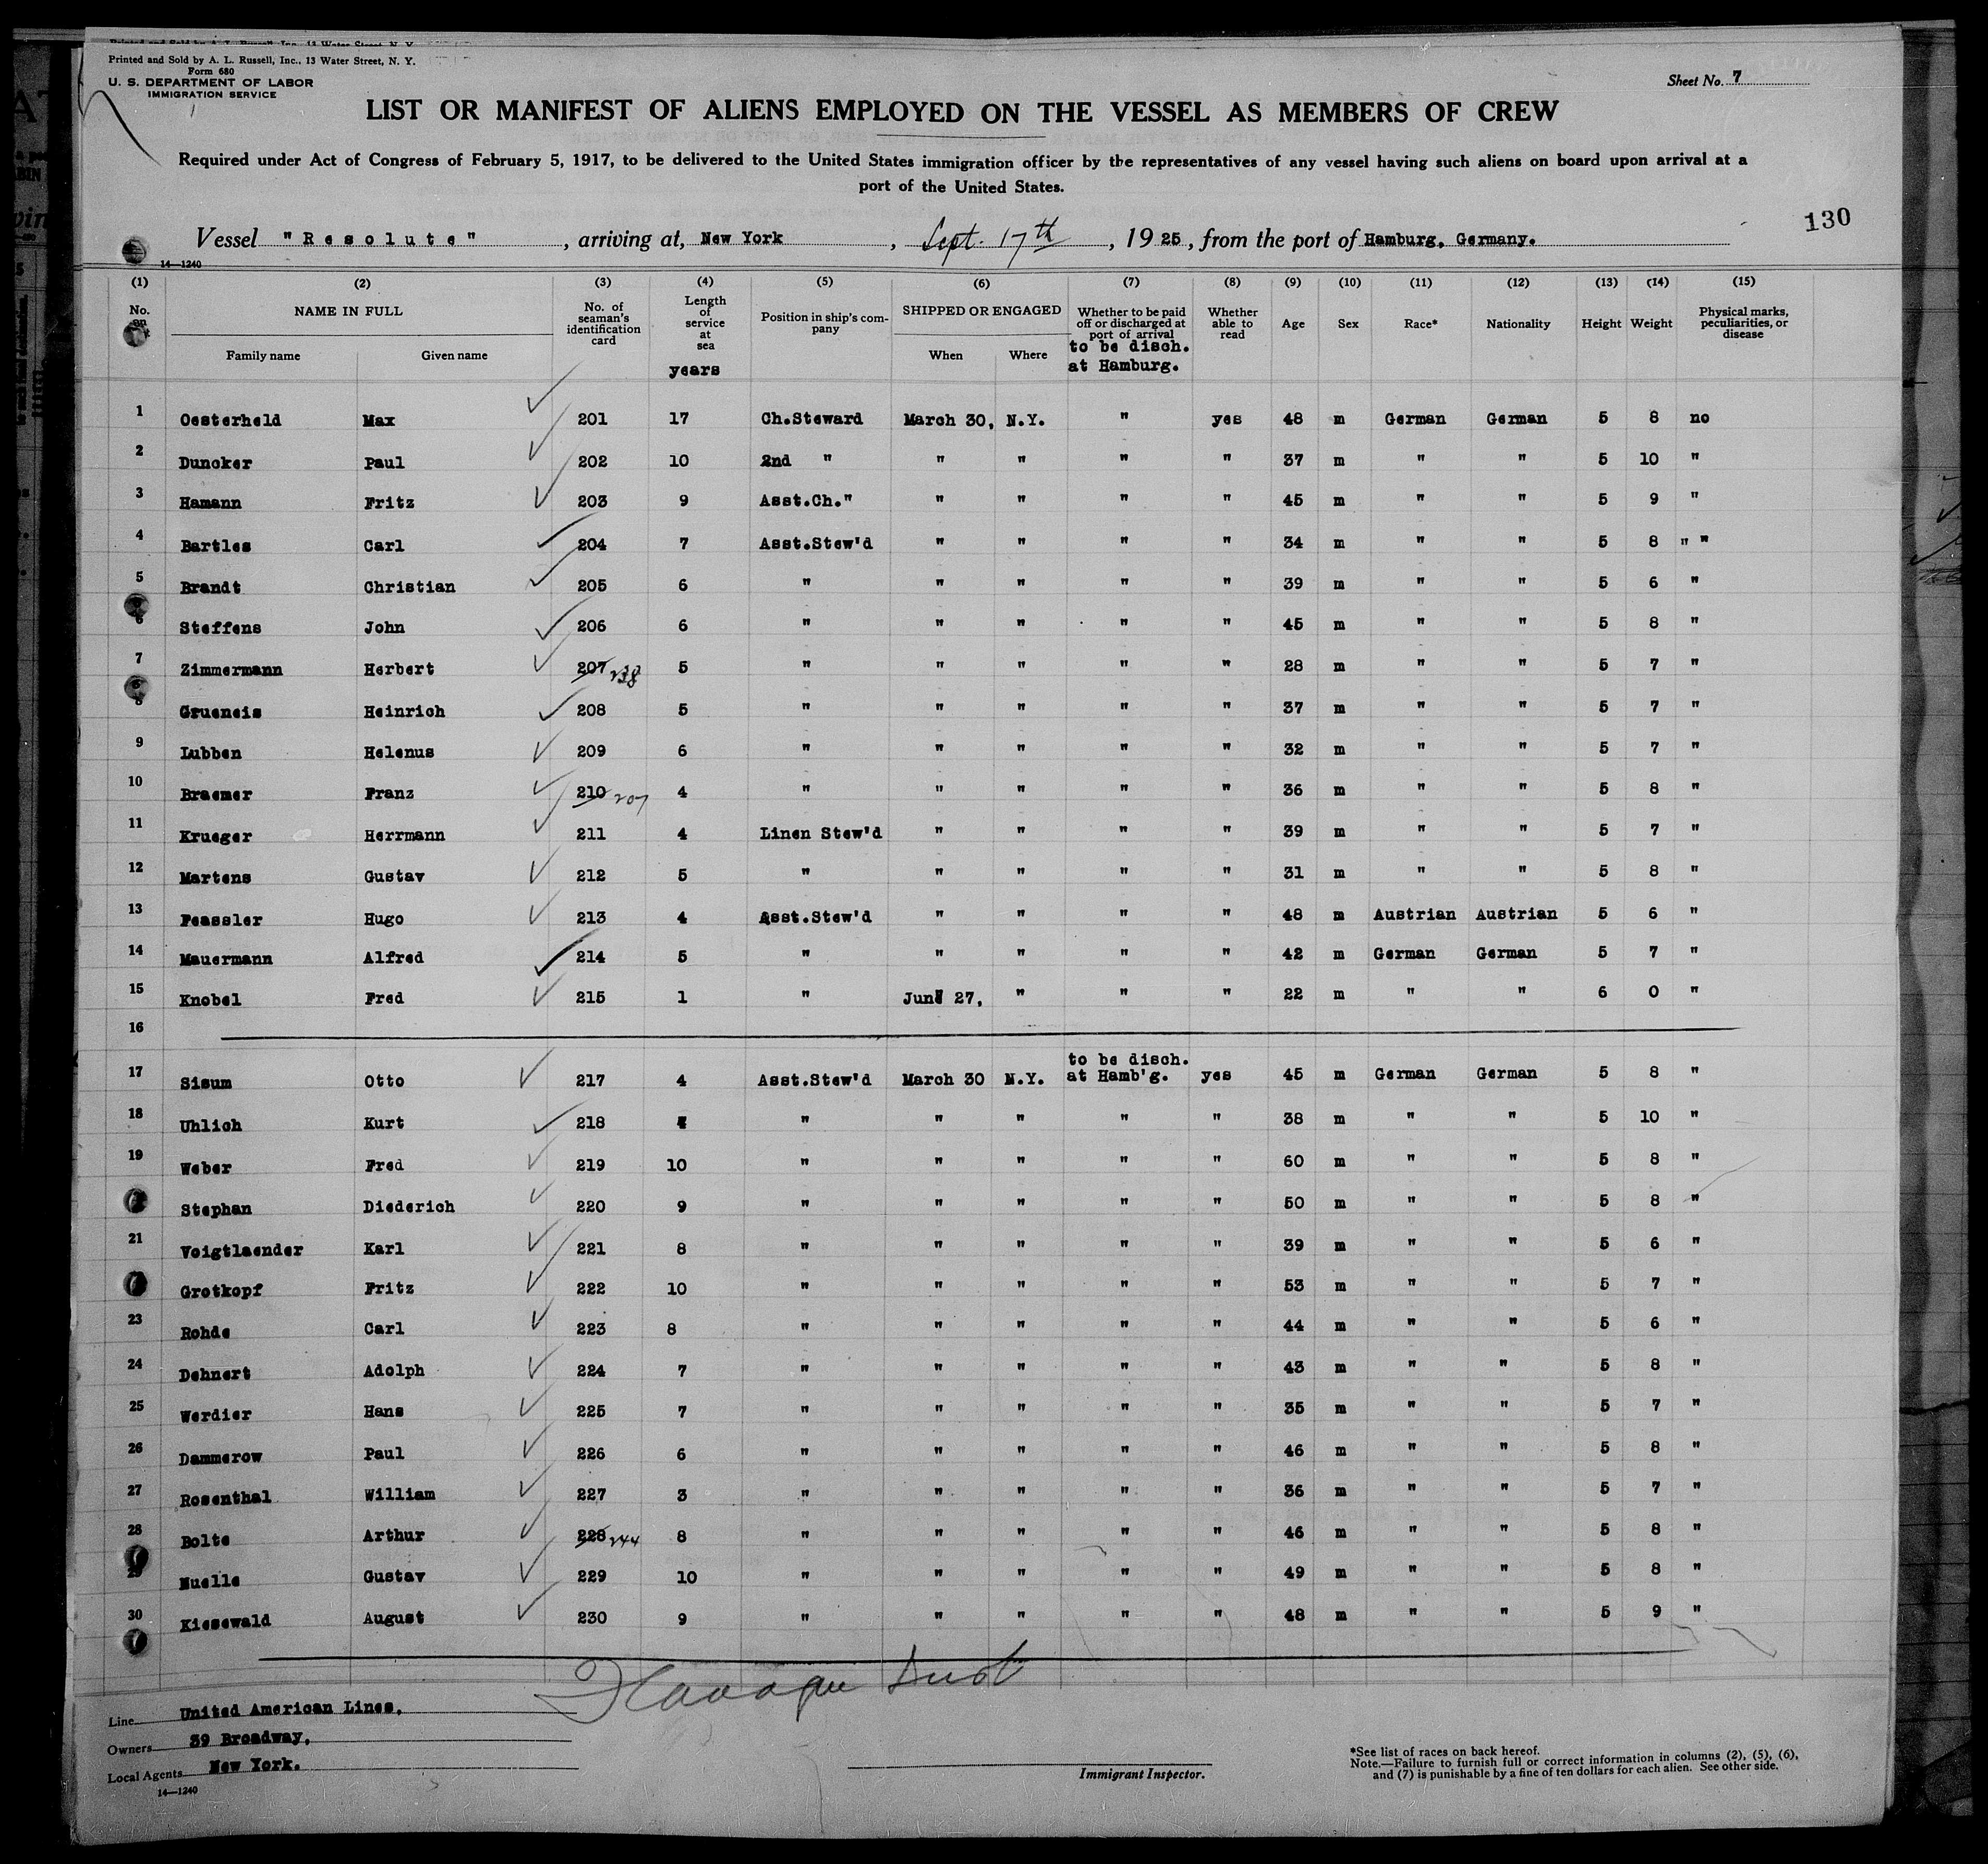 Printed and Sold by A. L. Russell, Inc., 13 Water Street, N. Y.
Form 680
U. S. DEPARTMENT OF LABOR
IMMIGRATION SERVICE
Sheet No. 7
LIST OR MANIFEST OF ALIENS EMPLOYED ON THE VESSEL AS MEMBERS OF CREW
Required under Act of Congress of February 5, 1917, to be delivered to the United States immigration officer by the representatives of any vessel having such aliens on board upon arrival at a
port of the United States.
130
Vessel "Resolute", arriving at, New York, Sept. 17th, 1925, from the port of Hamburg, Germany.
14—1240
(1) (2) (3) (4) (5) (6) (7) (8) (9) (10) (11) (12) (13) (14) (15)
No. on NAME IN FULL Family name Given name No. of seaman's identification card Length of service at sea years Position in ship's company SHIPPED OR ENGAGED When Where Whether to be paid off or discharged at port of arrival to be disch. at Hamburg. Whether able to read Age Sex Race* Nationality Height Weight Physical marks, peculiarities, or disease
1 Oesterheld Max 201 17 Ch.Steward March 30, N.Y. " yes 48 m German German 5 8 no
2 Duncker Paul 202 10 2nd " " " " " 37 m " " 5 10 "
3 Hamann Fritz 203 9 Asst.Ch." " " " " 45 m " " 5 9 "
4 Bartles Carl 204 7 Asst.Stew'd " " " " 34 m " " 5 8 " "
5 Brandt Christian 205 6 " " " " " 39 m " " 5 6 "
6 Steffens John 206 6 " " " " " 45 m " " 5 8 "
7 Zimmermann Herbert 207 238 5 " " " " " 28 m " " 5 7 "
8 Grueneis Heinrich 208 5 " " " " " 37 m " " 5 7 "
9 Lubben Helenus 209 6 " " " " " 32 m " " 5 7 "
10 Braemer Franz 210 207 4 " " " " " 36 m " " 5 8 "
11 Krueger Herrmann 211 4 Linen Stew'd " " " " 39 m " " 5 7 "
12 Martens Gustav 212 5 " " " " " 31 m " " 5 8 "
13 Peassler Hugo 213 4 Asst.Stew'd " " " " 48 m Austrian Austrian 5 6 "
14 Mauermann Alfred 214 5 " " " " " 42 m German German 5 7 "
15 Knobel Fred 215 1 " June 27, " " " 22 m " " 6 0 "
16
17 Sisum Otto 217 4 Asst.Stew'd March 30 N.Y. to be disch. at Hamb'g. yes 45 m German German 5 8 "
18 Uhlich Kurt 218 4 " " " " " 38 m " " 5 10 "
19 Weber Fred 219 10 " " " " " 60 m " " 5 8 "
Stephan Diederich 220 9 " " " " " 50 m " " 5 8 "
21 Voigtlaender Karl 221 8 " " " " " 39 m " " 5 6 "
Grotkopf Fritz 222 10 " " " " " 53 m " " 5 7 "
23 Rohde Carl 223 8 " " " " " 44 m " " 5 6 "
24 Dehnert Adolph 224 7 " " " " " 43 m " " 5 8 "
25 Werdier Hans 225 7 " " " " " 35 m " " 5 7 "
26 Dammerow Paul 226 6 " " " " " 46 m " " 5 8 "
27 Rosenthal William 227 3 " " " " " 36 m " " 5 7 "
28 Bolte Arthur 228 244 8 " " " " " 46 m " " 5 8 "
29 Nuelle Gustav 229 10 " " " " " 49 m " " 5 8 "
30 Kiesewald August 230 9 " " " " " 48 m " " 5 9 "
Line United American Lines,
Owners 39 Broadway,
Local Agents New York.
14—1240
Immigrant Inspector.
*See list of races on back hereof.
Note.—Failure to furnish full or correct information in columns (2), (5), (6),
and (7) is punishable by a fine of ten dollars for each alien. See other side.